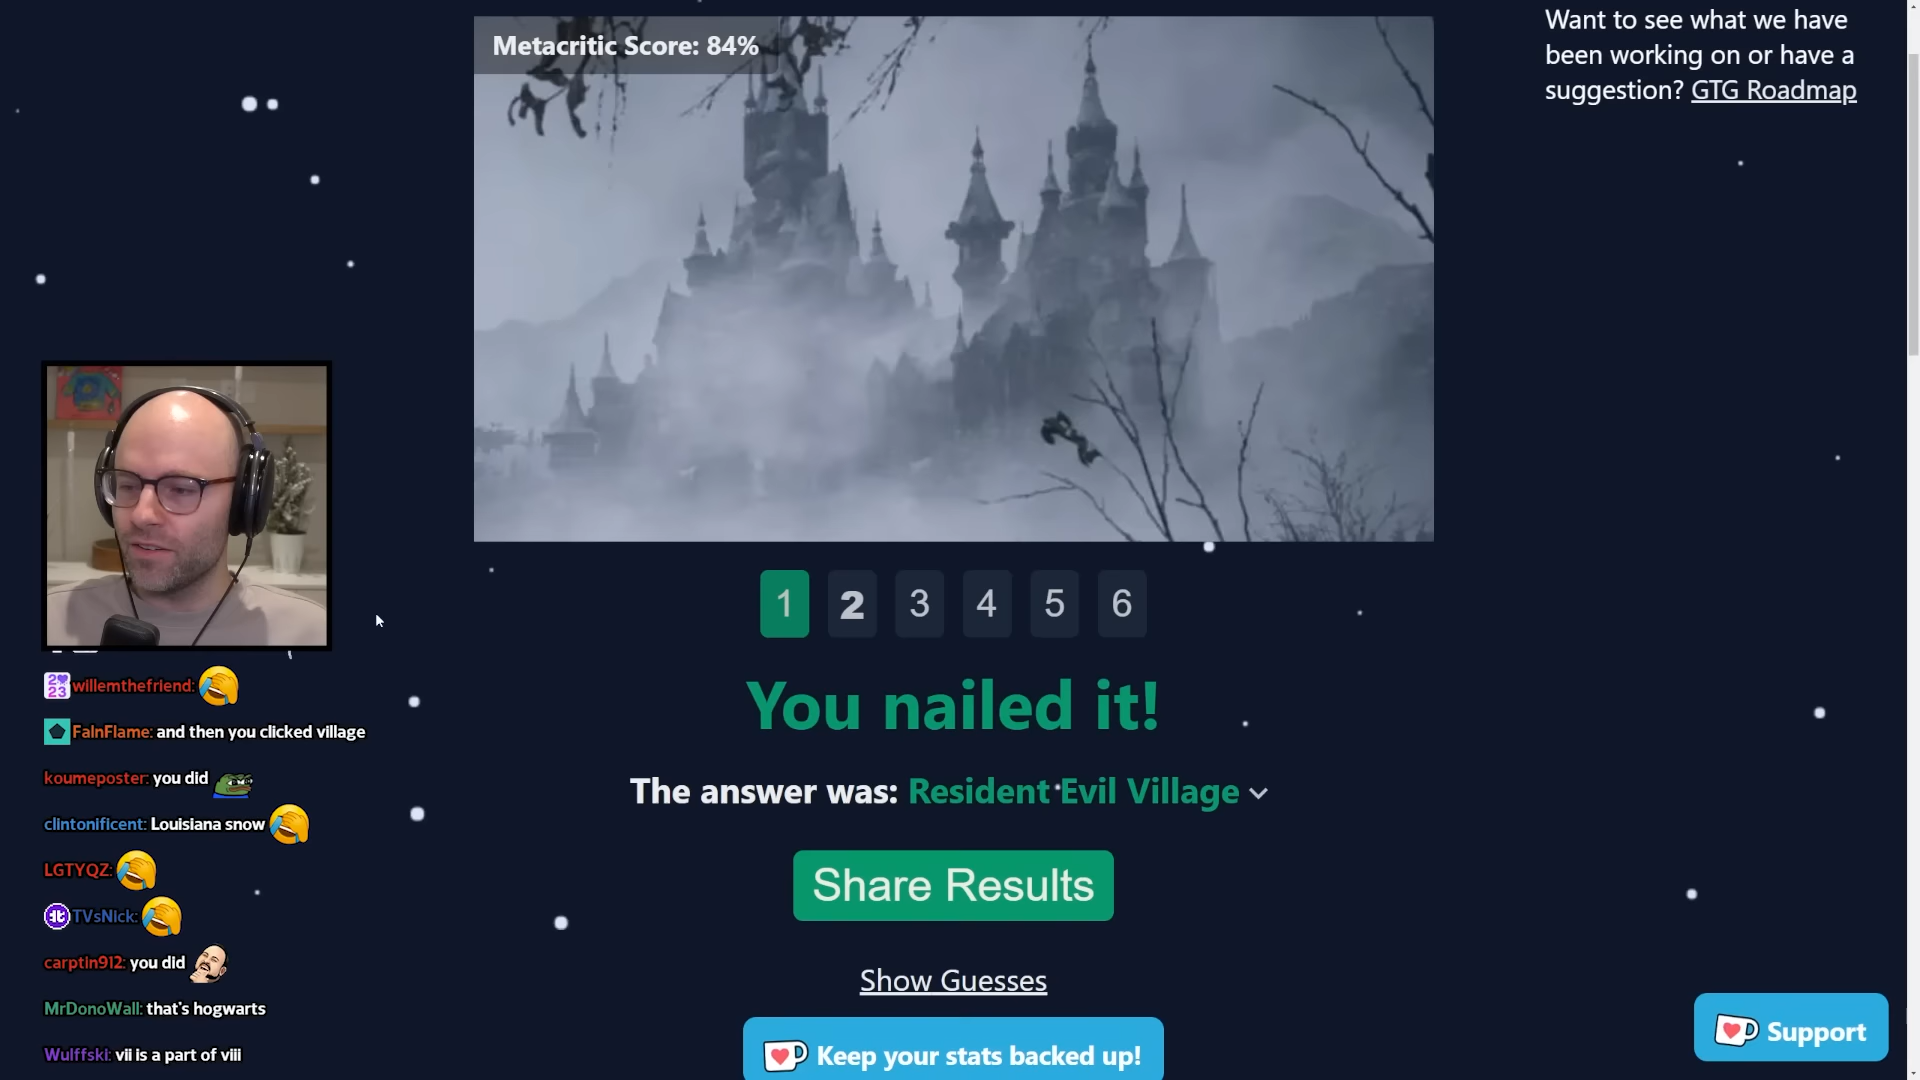 Metacritic Score: 84%
Want to see what we have
been working on or have a
suggestion? GTG Roadmap
1 2 3 4 5 6
You nailed it!
The answer was: Resident Evil Village
Share Results
Show Guesses
Keep your stats backed up!
Support
willemthefriend:
FalnFlame: and then you clicked village
koumeposter: you did
clintonificent: Louisiana snow
LGTYQZ:
TVsNick:
carptin912: you did
MrDonoWall: that's hogwarts
Wulffski: vii is a part of viii